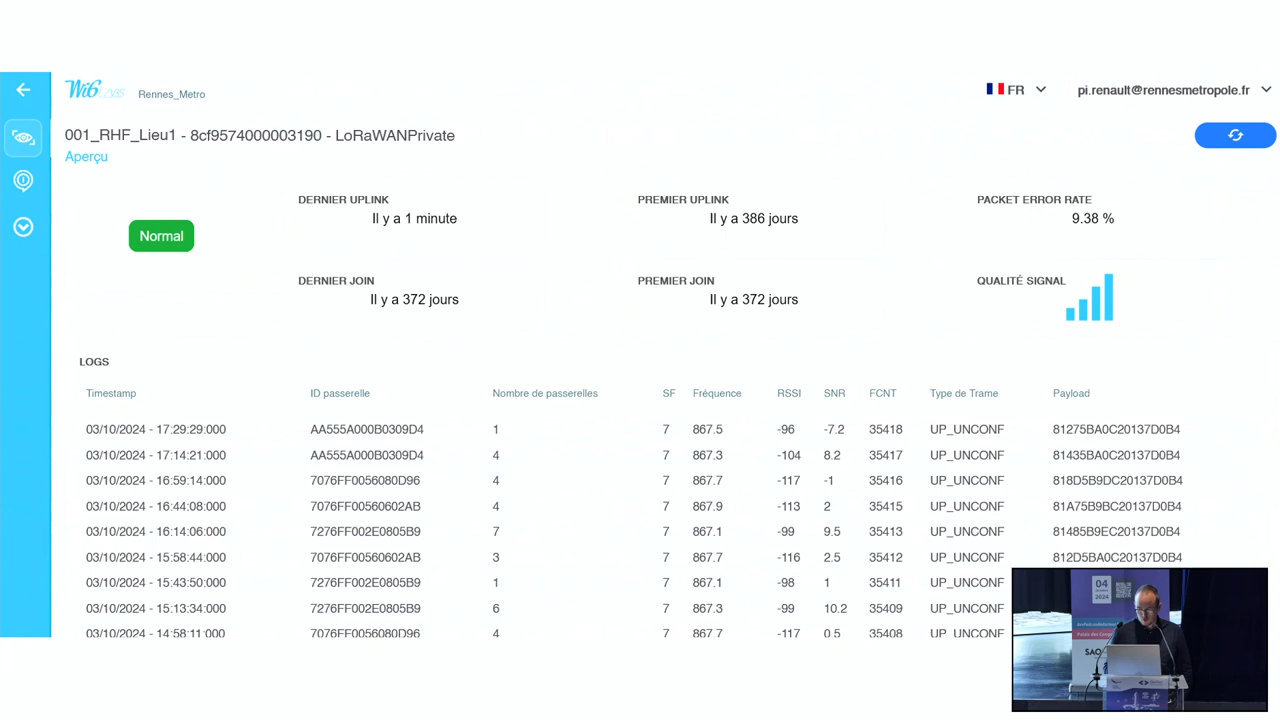 Wi6 Labs Rennes_Metro FR pi.renault@rennesmetropole.fr
001_RHF_Lieu1 - 8cf9574000003190 - LoRaWANPrivate
Aperçu
DERNIER UPLINK PREMIER UPLINK PACKET ERROR RATE
Il y a 1 minute Il y a 386 jours 9.38 %
Normal
DERNIER JOIN PREMIER JOIN QUALITÉ SIGNAL
Il y a 372 jours Il y a 372 jours
LOGS
Timestamp ID passerelle Nombre de passerelles SF Fréquence RSSI SNR FCNT Type de Trame Payload
03/10/2024 - 17:29:29:000 AA555A000B0309D4 1 7 867.5 -96 -7.2 35418 UP_UNCONF 81275BA0C20137D0B4
03/10/2024 - 17:14:21:000 AA555A000B0309D4 4 7 867.3 -104 8.2 35417 UP_UNCONF 81435BA0C20137D0B4
03/10/2024 - 16:59:14:000 7076FF0056080D96 4 7 867.7 -117 -1 35416 UP_UNCONF 818D5B9DC20137D0B4
03/10/2024 - 16:44:08:000 7076FF00560602AB 4 7 867.9 -113 2 35415 UP_UNCONF 81A75B9BC20137D0B4
03/10/2024 - 16:14:06:000 7276FF002E0805B9 7 7 867.1 -99 9.5 35413 UP_UNCONF 81485B9EC20137D0B4
03/10/2024 - 15:58:44:000 7076FF00560602AB 3 7 867.7 -116 2.5 35412 UP_UNCONF 812D5BA0C20137D0B4
03/10/2024 - 15:43:50:000 7276FF002E0805B9 1 7 867.1 -98 1 35411 UP_UNCONF
03/10/2024 - 15:13:34:000 7276FF002E0805B9 6 7 867.3 -99 10.2 35409 UP_UNCONF
03/10/2024 - 14:58:11:000 7076FF0056080D96 4 7 867.7 -117 0.5 35408 UP_UNCONF
04
2024